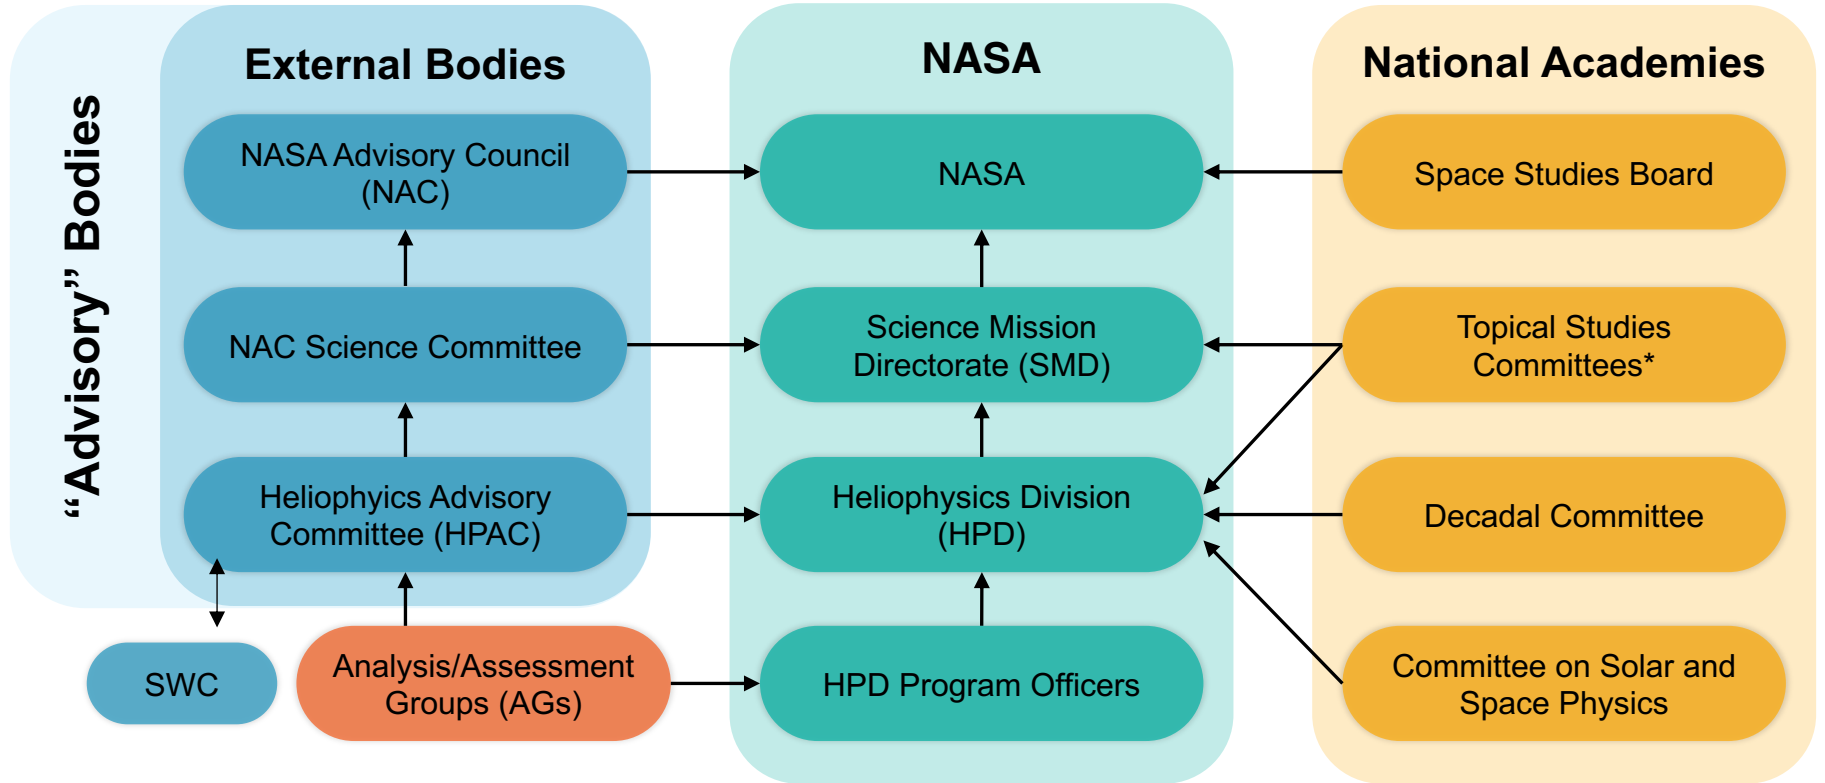 “Advisory” Bodies
External Bodies
NASA Advisory Council
(NAC)
NAC Science Committee
Heliophyics Advisory
Committee (HPAC)
SWC
Analysis/Assessment
Groups (AGs)
NASA
NASA
Science Mission
Directorate (SMD)
Heliophysics Division
(HPD)
HPD Program Officers
National Academies
Space Studies Board
Topical Studies
Committees*
Decadal Committee
Committee on Solar and
Space Physics